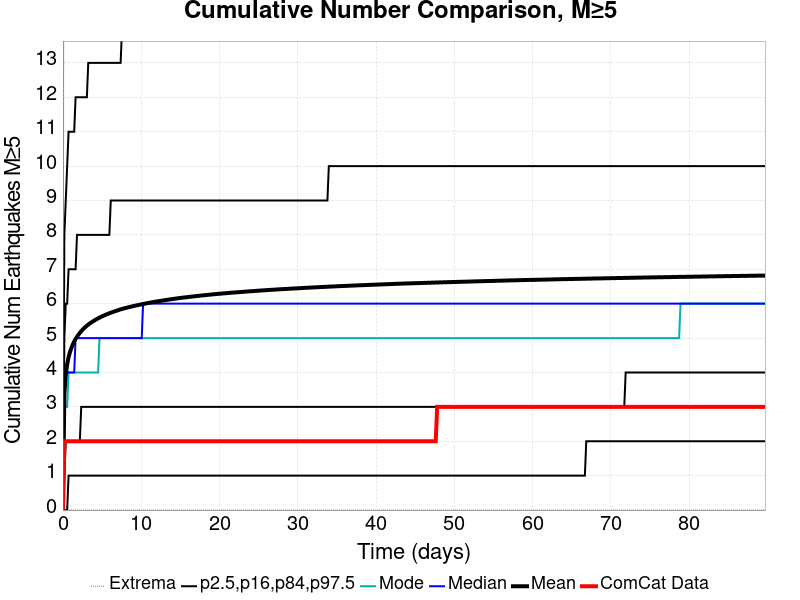 Cumulative Number Comparison, M≥5
Cumulative Num Earthquakes M≥5
13
12
11
10
9
8
7
6
5
4
3
2
1
0
0 10 20 30 40 50 60 70 80
Time (days)
Extrema p2.5,p16,p84,p97.5 Mode Median Mean ComCat Data